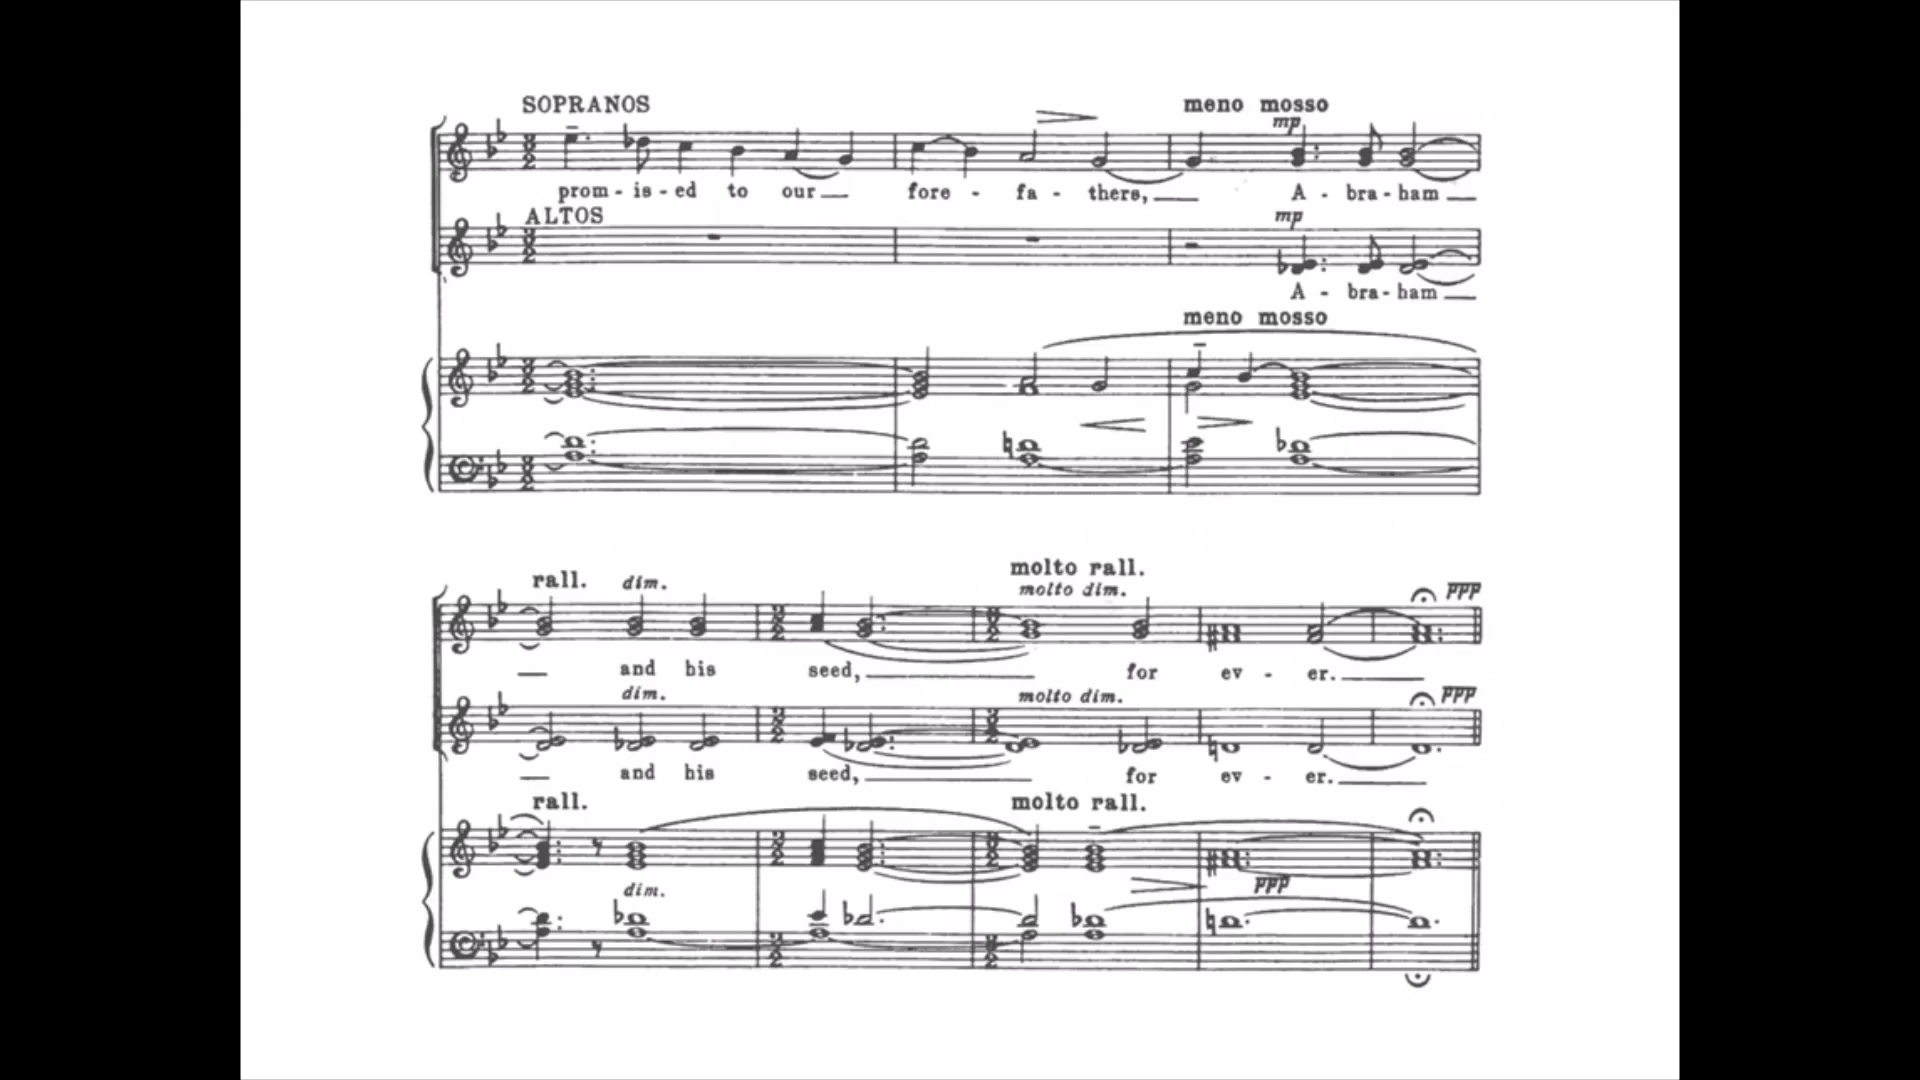 SOPRANOS meno mosso
mp
prom - is - ed to our fore - fa - thers, A - bra - ham
ALTOS mp
A - bra - ham
meno mosso
molto rall.
rall. dim. molto dim. ppp
and his seed, for ev - er.
dim. molto dim. ppp
and his seed, for ev - er.
rall. molto rall.
dim. ppp